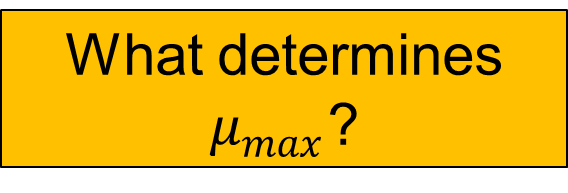 What determines
𝜇𝑚𝑎𝑥?